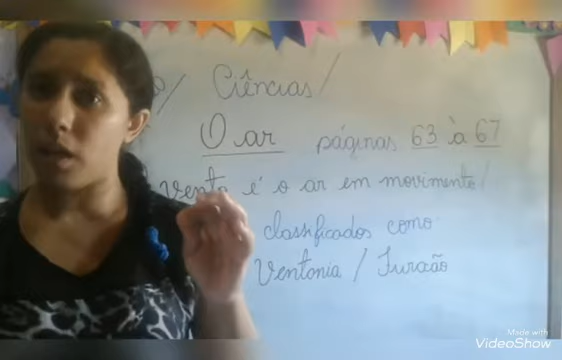 Ciências/
O ar páginas 63 à 67
Vento é o ar em movimento/
classificados como
Ventania / Furacão
Made with
VideoShow